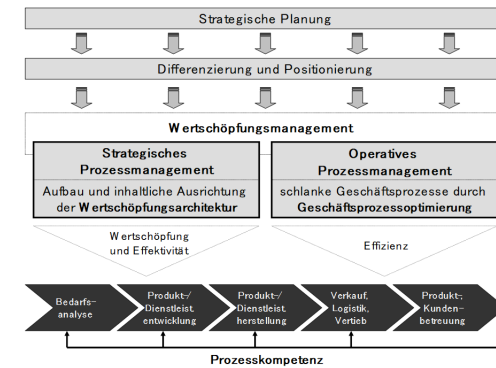 Strategische Planung
Differenzierung und Positionierung
Wertschöpfungsmanagement
Strategisches
Prozessmanagement
Aufbau und inhaltliche Ausrichtung
der Wertschöpfungsarchitektur
Operatives
Prozessmanagement
schlanke Geschäftsprozesse durch
Geschäftsprozessoptimierung
Wertschöpfung
und Effektivität
Effizienz
Bedarfs-
analyse
Produkt-/
Dienstleist.
entwicklung
Produkt-/
Dienstleist.
herstellung
Verkauf,
Logistik,
Vertrieb
Produkt-,
Kunden-
betreuung
Prozesskompetenz